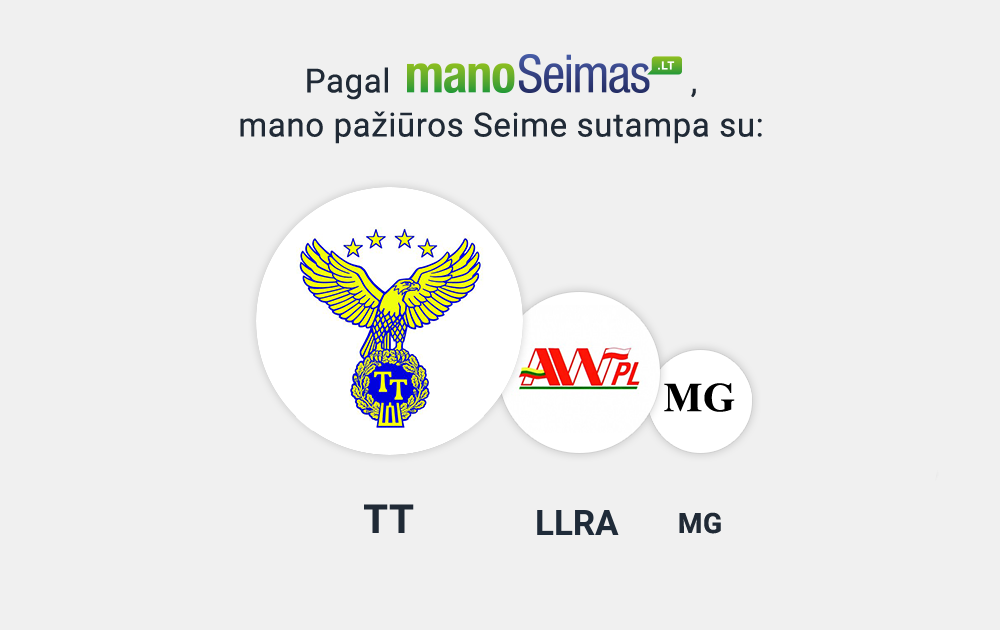 Pagal manoSeimas.LT ,
mano pažiūros Seime sutampa su:
TT
AWPL
MG
TT
LLRA
MG